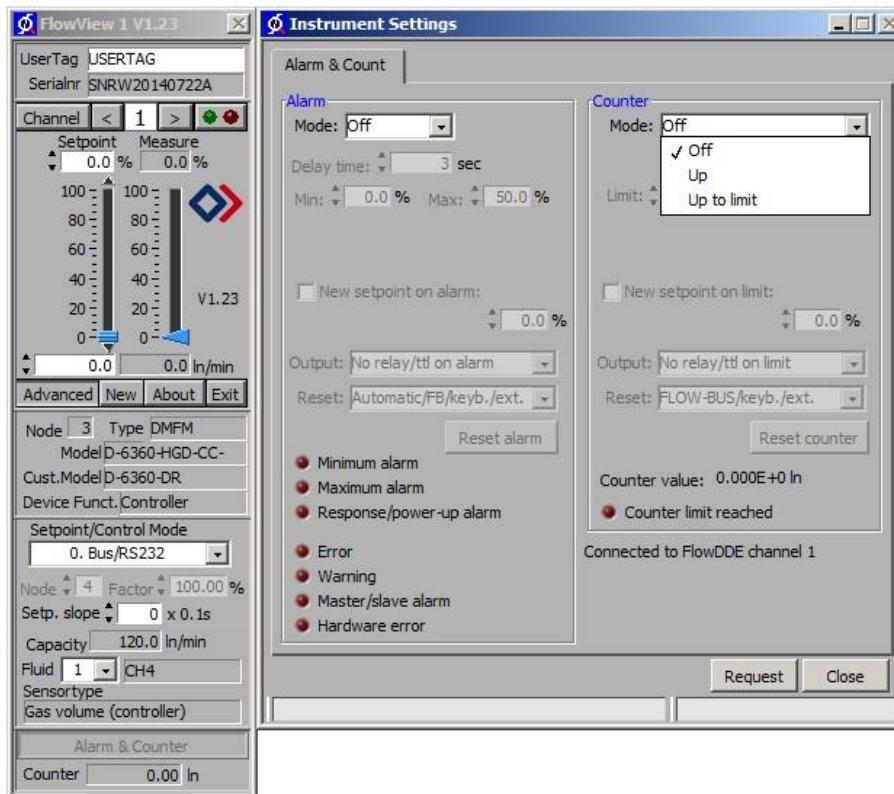 FlowView 1 V1.23
UserTag USERTAG
Serialnr SNRW20140722A
Channel < 1 >
Setpoint Measure
0.0 % 0.0 %
100 100
80 80
60 60
40 40
20 20
0 0
V1.23
0.0 0.0 ln/min
Advanced New About Exit
Node 3 Type DMFM
Model D-6360-HGD-CC-
Cust.Model D-6360-DR
Device Funct. Controller
Setpoint/Control Mode
0. Bus/RS232
Node 4 Factor 100.00 %
Setp. slope 0 x 0.1s
Capacity 120.0 ln/min
Fluid 1 CH4
Sensortype
Gas volume (controller)
Alarm & Counter
Counter 0.00 ln
Instrument Settings
Alarm & Count
Alarm
Mode: Off
Delay time: 3 sec
Min: 0.0 % Max: 50.0 %
New setpoint on alarm:
0.0 %
Output: No relay/ttl on alarm
Reset: Automatic/FB/keyb./ext.
Reset alarm
Minimum alarm
Maximum alarm
Response/power-up alarm
Error
Warning
Master/slave alarm
Hardware error
Counter
Mode: Off
Off
Up
Up to limit
Limit:
New setpoint on limit:
0.0 %
Output: No relay/ttl on limit
Reset: FLOW-BUS/keyb./ext.
Reset counter
Counter value: 0.000E+0 ln
Counter limit reached
Connected to FlowDDE channel 1
Request Close